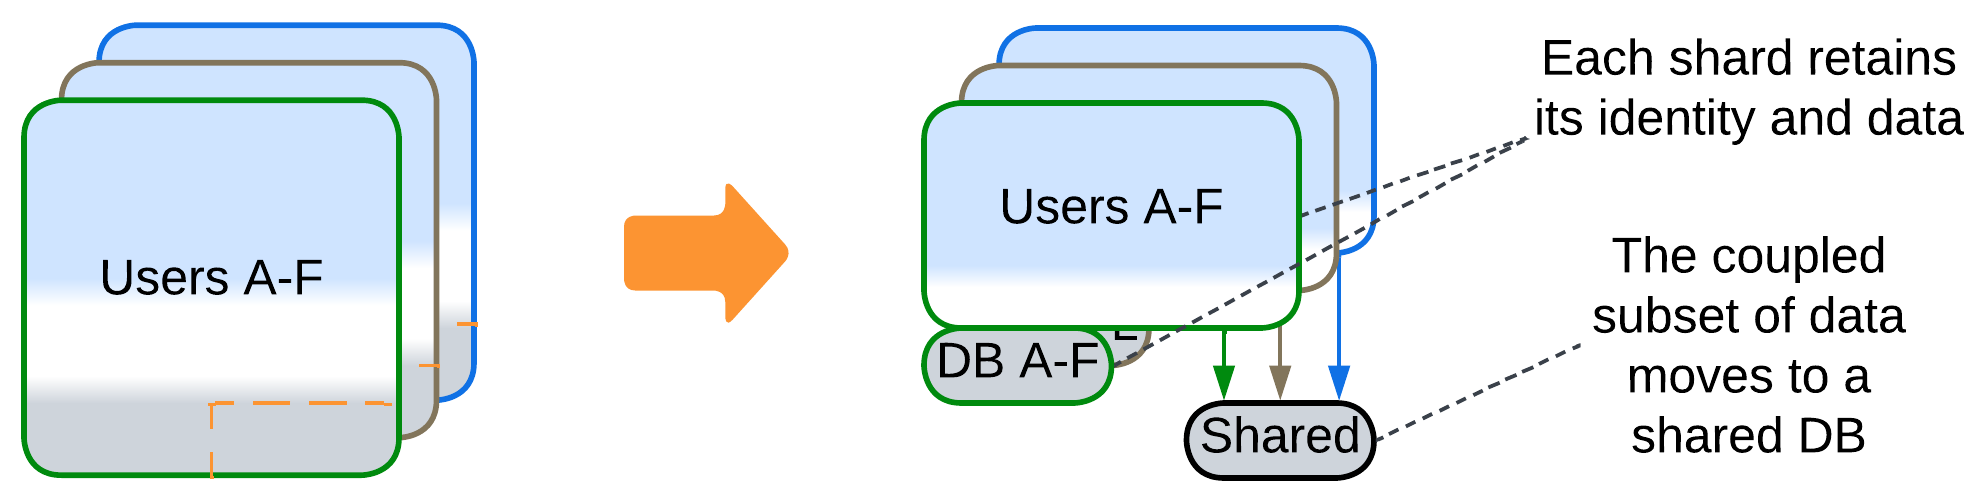 Users A-F
Users A-F
DB A-F
Shared
Each shard retains
its identity and data
The coupled
subset of data
moves to a
shared DB